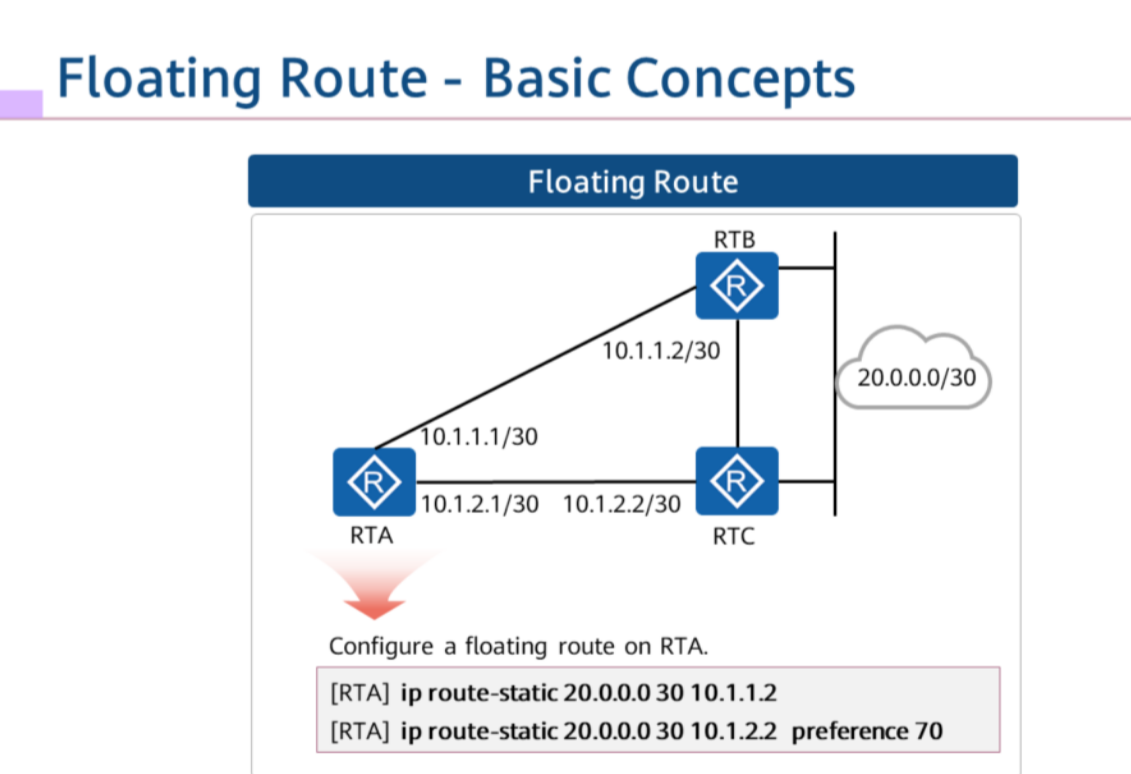 Floating Route - Basic Concepts
Floating Route
RTB
R
10.1.1.2/30
20.0.0.0/30
10.1.1.1/30
R
R
10.1.2.1/30 10.1.2.2/30
RTA
RTC
Configure a floating route on RTA.
[RTA] ip route-static 20.0.0.0 30 10.1.1.2
[RTA] ip route-static 20.0.0.0 30 10.1.2.2 preference 70